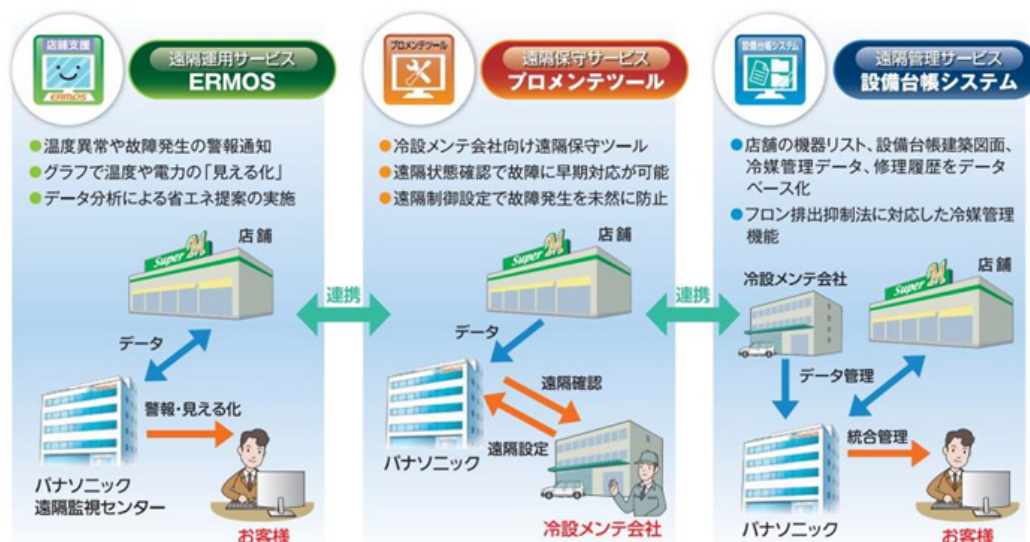 店舗支援
ERMOS
遠隔運用サービス
ERMOS
●温度異常や故障発生の警報通知
●グラフで温度や電力の「見える化」
●データ分析による省エネ提案の実施
店舗
Super M
データ
警報・見える化
パナソニック
遠隔監視センター
お客様
連携
プロメンテツール
遠隔保守サービス
プロメンテツール
●冷設メンテ会社向け遠隔保守ツール
●遠隔状態確認で故障に早期対応が可能
●遠隔制御設定で故障発生を未然に防止
店舗
Super M
データ
遠隔確認
遠隔設定
パナソニック
冷設メンテ会社
連携
設備台帳システム
遠隔管理サービス
設備台帳システム
●店舗の機器リスト、設備台帳建築図面、
冷媒管理データ、修理履歴をデータ
ベース化
●フロン排出抑制法に対応した冷媒管理
機能
冷設メンテ会社
店舗
Super M
データ管理
統合管理
パナソニック
お客様